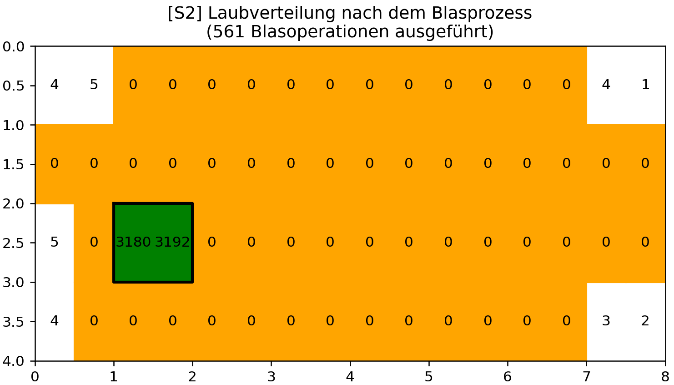 [S2] Laubverteilung nach dem Blasprozess
(561 Blasoperationen ausgeführt)
0.0
4 5 0 0 0 0 0 0 0 0 0 0 0 0 4 1
0.5
1.0
0 0 0 0 0 0 0 0 0 0 0 0 0 0 0 0
1.5
2.0
5 0 3180 3192 0 0 0 0 0 0 0 0 0 0 0 0
2.5
3.0
4 0 0 0 0 0 0 0 0 0 0 0 0 0 3 2
3.5
4.0
0 1 2 3 4 5 6 7 8